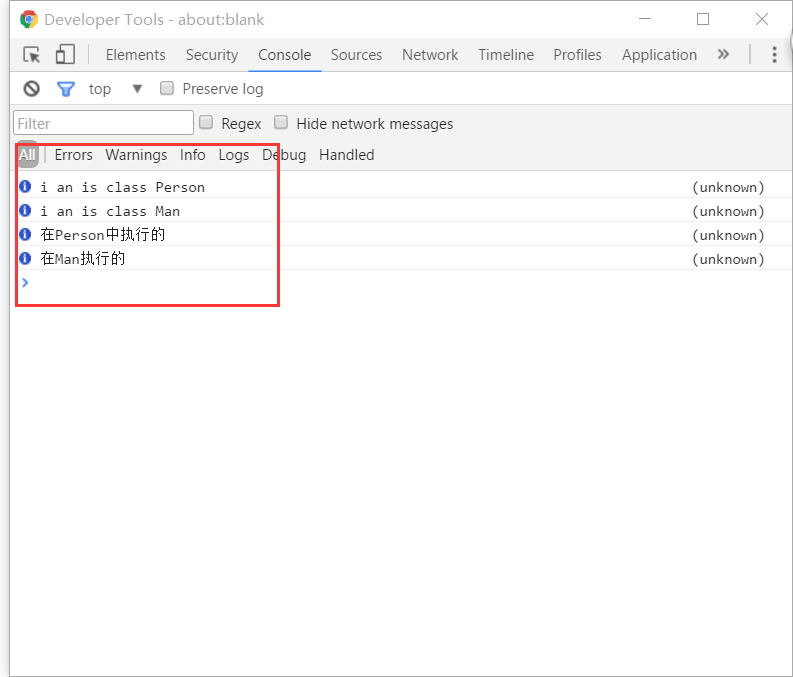 Developer Tools - about:blank
Elements Security Console Sources Network Timeline Profiles Application »
top ▼ Preserve log
Filter Regex Hide network messages
All Errors Warnings Info Logs Debug Handled
i an is class Person (unknown)
i an is class Man (unknown)
在Person中执行的 (unknown)
在Man执行的 (unknown)